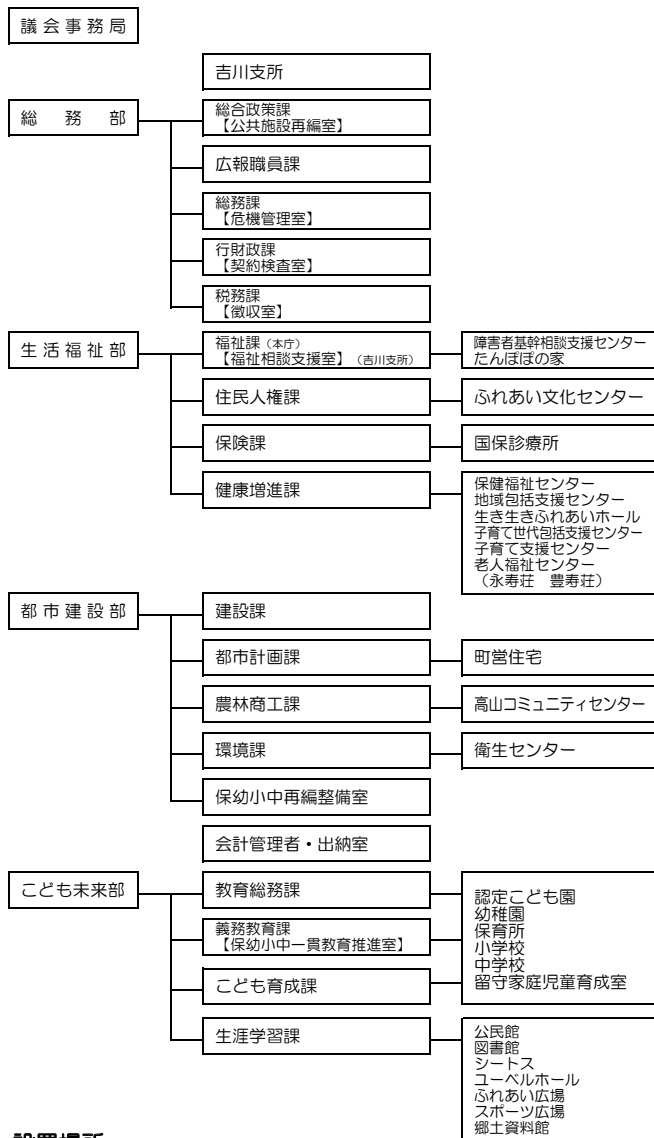 議会事務局
吉川支所
総務部
総合政策課
【公共施設再編室】
広報職員課
総務課
【危機管理室】
行財政課
【契約検査室】
税務課
【徴収室】
生活福祉部
福祉課（本庁）
【福祉相談支援室】（吉川支所）
障害者基幹相談支援センター
たんぽぽの家
住民人権課
ふれあい文化センター
保険課
国保診療所
健康増進課
保健福祉センター
地域包括支援センター
生き生きふれあいホール
子育て世代包括支援センター
子育て支援センター
老人福祉センター
（永寿荘　豊寿荘）
都市建設部
建設課
都市計画課
町営住宅
農林商工課
高山コミュニティセンター
環境課
衛生センター
保幼小中再編整備室
会計管理者・出納室
こども未来部
教育総務課
義務教育課
【保幼小中一貫教育推進室】
こども育成課
認定こども園
幼稚園
保育所
小学校
中学校
留守家庭児童育成室
生涯学習課
公民館
図書館
シートス
ユーベルホール
ふれあい広場
スポーツ広場
郷土資料館
設置場所